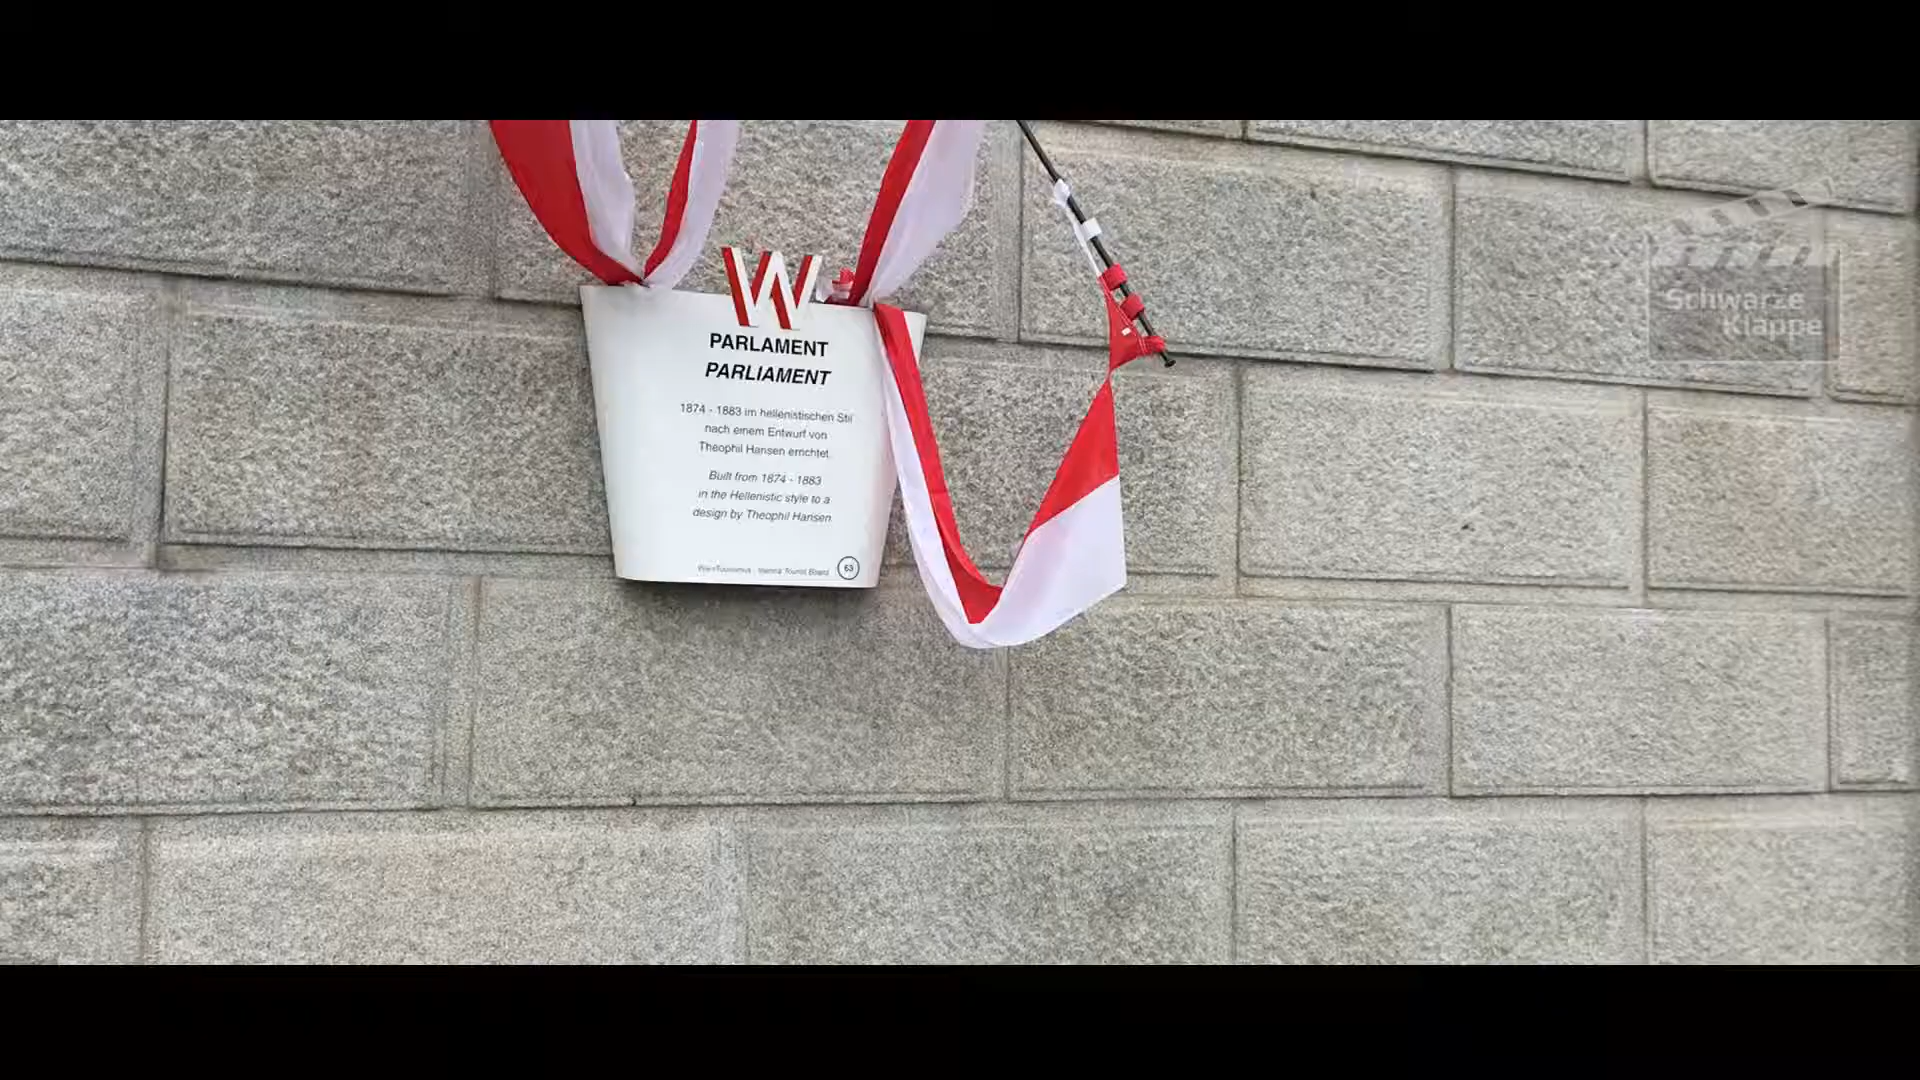 W
PARLAMENT
PARLIAMENT
1874 - 1883 im hellenistischen Stil
nach einem Entwurf von
Theophil Hansen errichtet.
Built from 1874 - 1883
in the Hellenistic style to a
design by Theophil Hansen.
WienTourismus · Vienna Tourist Board
63
Schwarze
Klappe